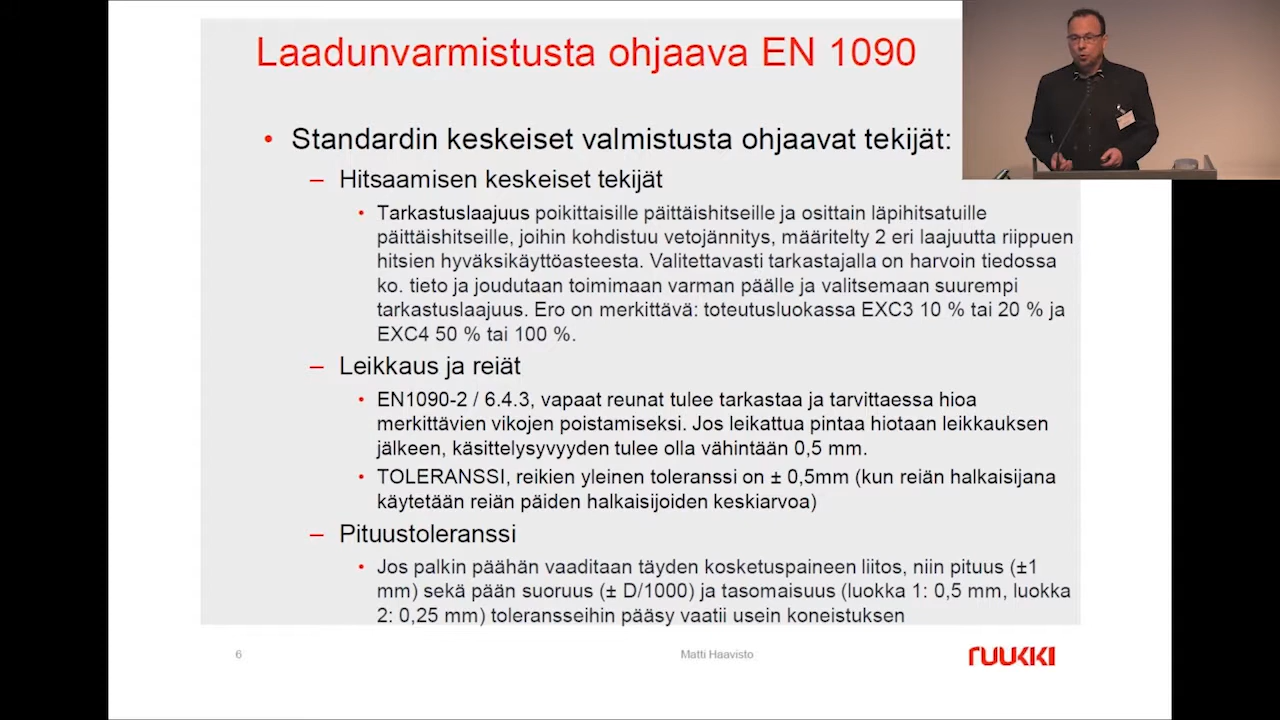 Laadunvarmistusta ohjaava EN 1090
• Standardin keskeiset valmistusta ohjaavat tekijät:
– Hitsaamisen keskeiset tekijät
• Tarkastuslaajuus poikittaisille päittäishitseille ja osittain läpihitsatuille
päittäishitseille, joihin kohdistuu vetojännitys, määritelty 2 eri laajuutta riippuen
hitsien hyväksikäyttöasteesta. Valitettavasti tarkastajalla on harvoin tiedossa
ko. tieto ja joudutaan toimimaan varman päälle ja valitsemaan suurempi
tarkastuslaajuus. Ero on merkittävä: toteutusluokassa EXC3 10 % tai 20 % ja
EXC4 50 % tai 100 %.
– Leikkaus ja reiät
• EN1090-2 / 6.4.3, vapaat reunat tulee tarkastaa ja tarvittaessa hioa
merkittävien vikojen poistamiseksi. Jos leikattua pintaa hiotaan leikkauksen
jälkeen, käsittelysyvyyden tulee olla vähintään 0,5 mm.
• TOLERANSSI, reikien yleinen toleranssi on ± 0,5mm (kun reiän halkaisijana
käytetään reiän päiden halkaisijoiden keskiarvoa)
– Pituustoleranssi
• Jos palkin päähän vaaditaan täyden kosketuspaineen liitos, niin pituus (±1
mm) sekä pään suoruus (± D/1000) ja tasomaisuus (luokka 1: 0,5 mm, luokka
2: 0,25 mm) toleransseihin pääsy vaatii usein koneistuksen
6
Matti Haavisto
RUUKKI